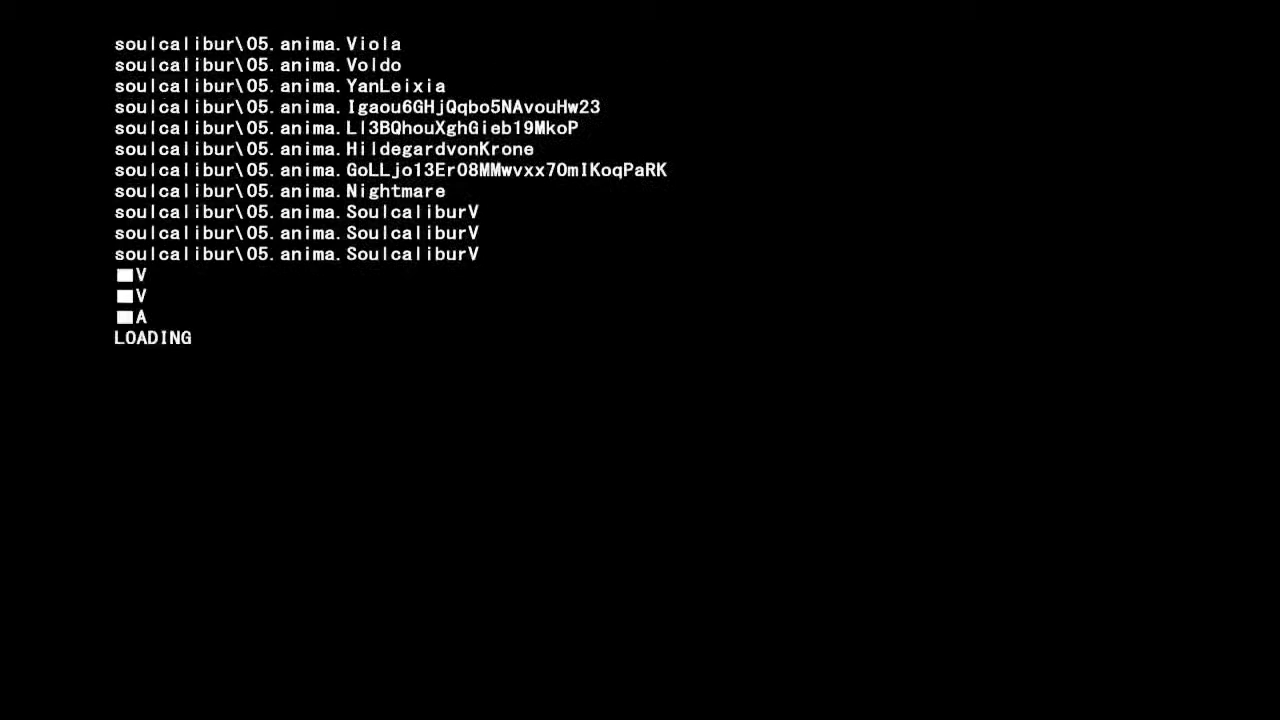 soulcalibur\05.anima.Viola
soulcalibur\05.anima.Voldo
soulcalibur\05.anima.YanLeixia
soulcalibur\05.anima.Igaou6GHjQqbo5NAvouHw23
soulcalibur\05.anima.Ll3BQhouXghGieb19MkoP
soulcalibur\05.anima.HildegardvonKrone
soulcalibur\05.anima.GoLLjo13Er08MMwvxx70mIKoqPaRK
soulcalibur\05.anima.Nightmare
soulcalibur\05.anima.SoulcaliburV
soulcalibur\05.anima.SoulcaliburV
soulcalibur\05.anima.SoulcaliburV
■V
■V
■A
LOADING